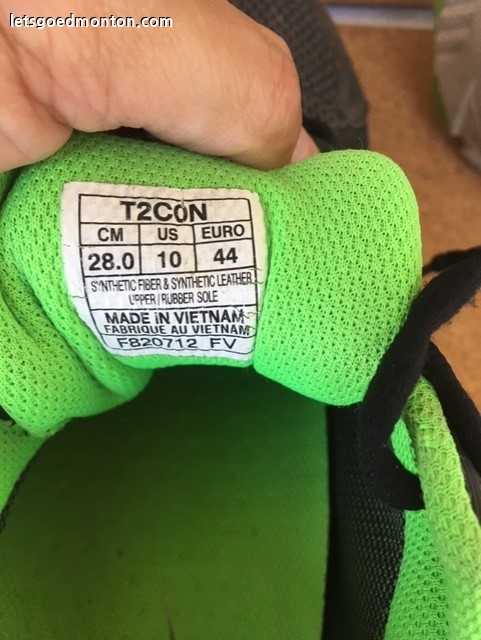 letsgoedmonton.com
T2CON
CM US EURO
28.0 10 44
SYNTHETIC FIBER & SYNTHETIC LEATHER
UPPER / RUBBER SOLE
MADE IN VIETNAM
FABRIQUE AU VIETNAM
F820712 FV